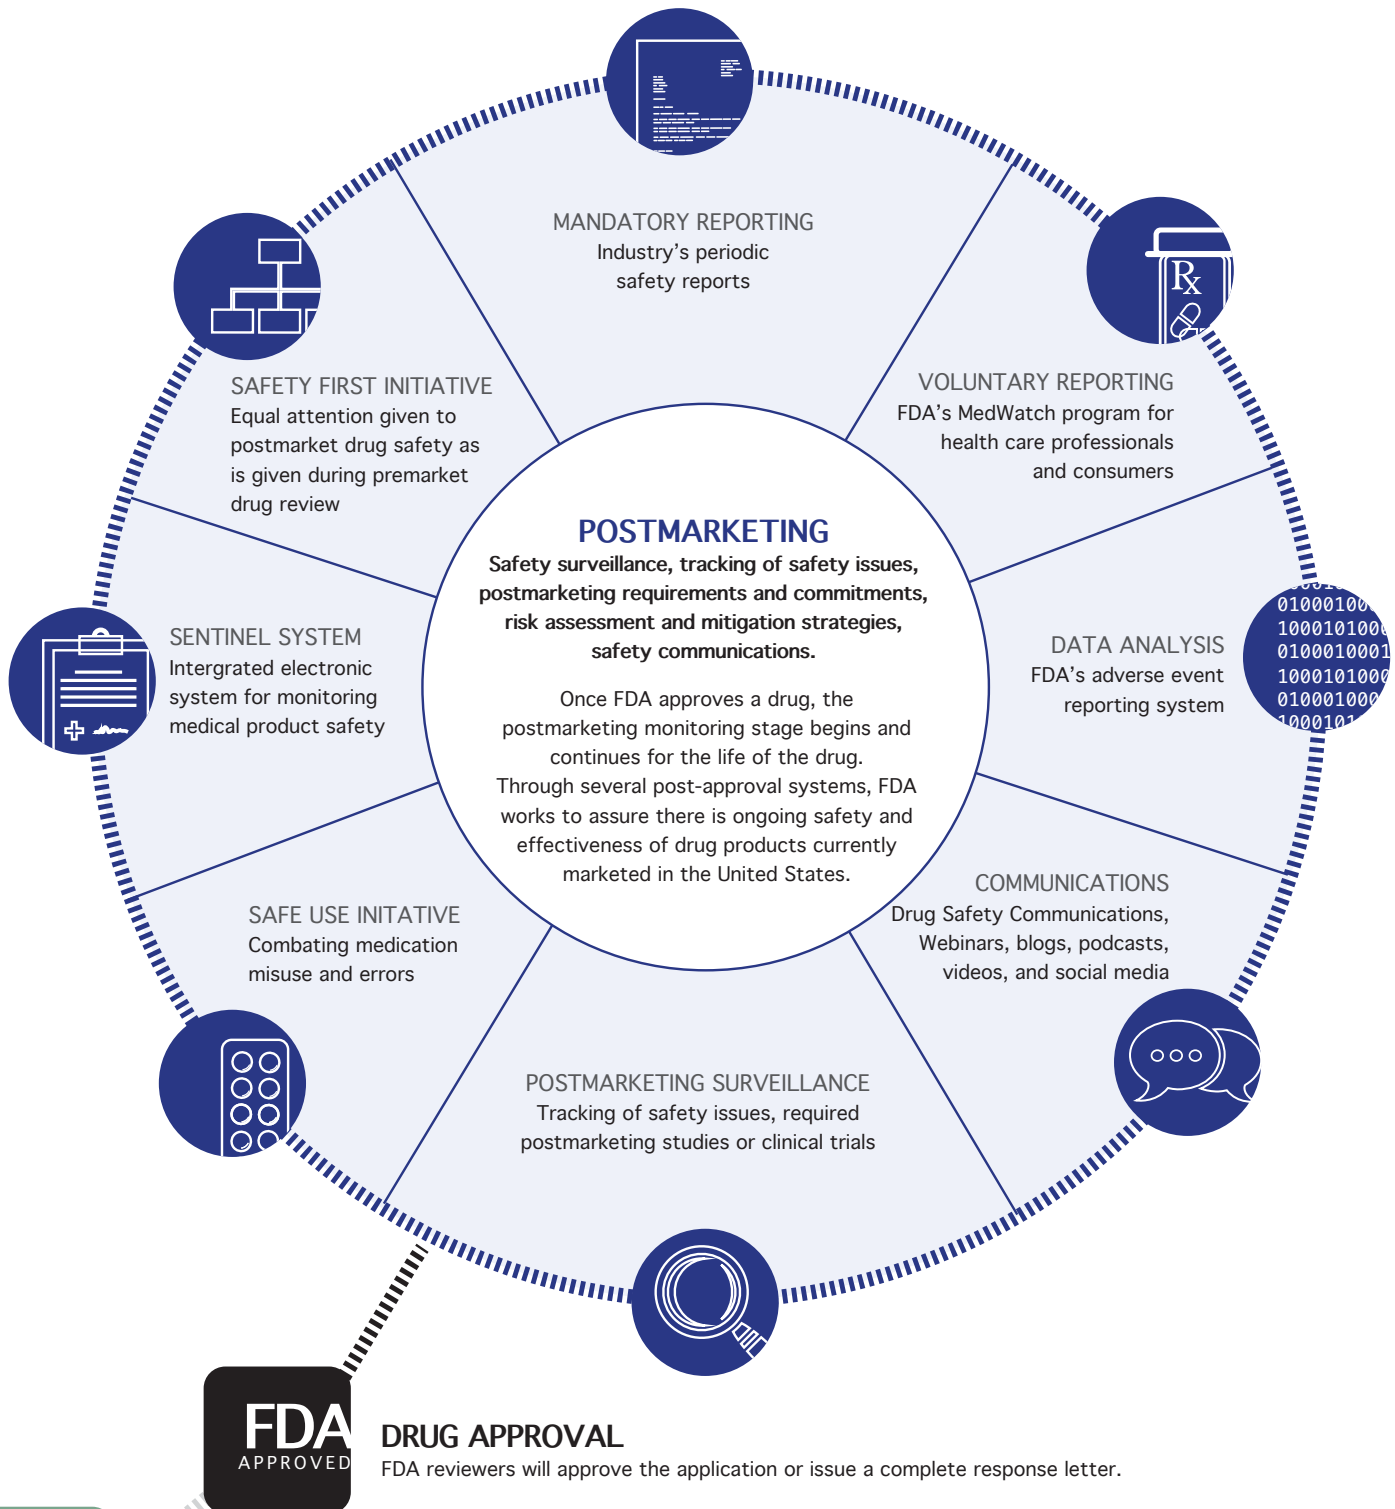 MANDATORY REPORTING
Industry's periodic
safety reports
Rx
VOLUNTARY REPORTING
FDA's MedWatch program for
health care professionals
and consumers
SAFETY FIRST INITIATIVE
Equal attention given to
postmarket drug safety as
is given during premarket
drug review
POSTMARKETING
Safety surveillance, tracking of safety issues,
postmarketing requirements and commitments,
risk assessment and mitigation strategies,
safety communications.
Once FDA approves a drug, the
postmarketing monitoring stage begins and
continues for the life of the drug.
Through several post-approval systems, FDA
works to assure there is ongoing safety and
effectiveness of drug products currently
marketed in the United States.
SENTINEL SYSTEM
Intergrated electronic
system for monitoring
medical product safety
DATA ANALYSIS
FDA's adverse event
reporting system
0100010001
1000101000
0100010001
1000101000
010001000
SAFE USE INITATIVE
Combating medication
misuse and errors
COMMUNICATIONS
Drug Safety Communications,
Webinars, blogs, podcasts,
videos, and social media
POSTMARKETING SURVEILLANCE
Tracking of safety issues, required
postmarketing studies or clinical trials
FDA
APPROVED
DRUG APPROVAL
FDA reviewers will approve the application or issue a complete response letter.